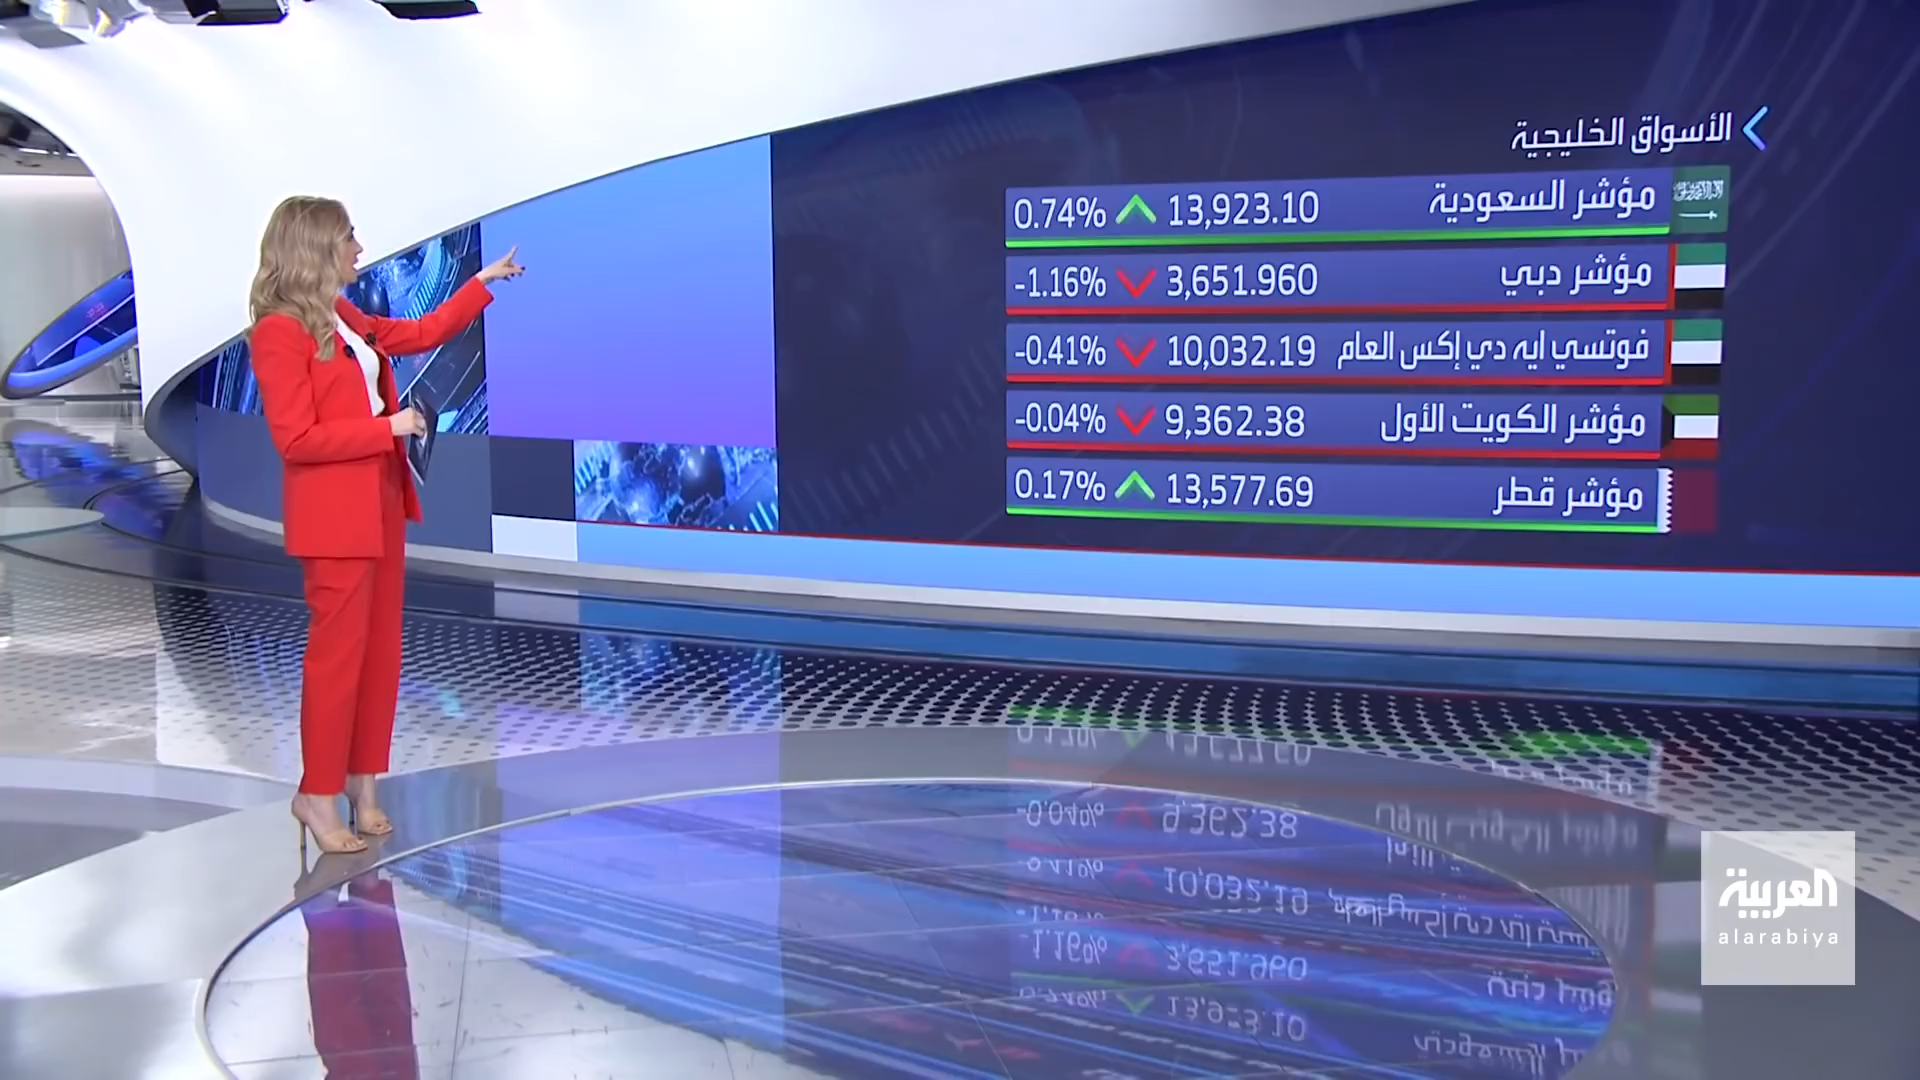 الأسواق الخليجية
مؤشر السعودية 13,923.10 0.74%
مؤشر دبي 3,651.960 -1.16%
فوتسي ايه دي إكس العام 10,032.19 -0.41%
مؤشر الكويت الأول 9,362.38 -0.04%
مؤشر قطر 13,577.69 0.17%
العربية
alarabiya